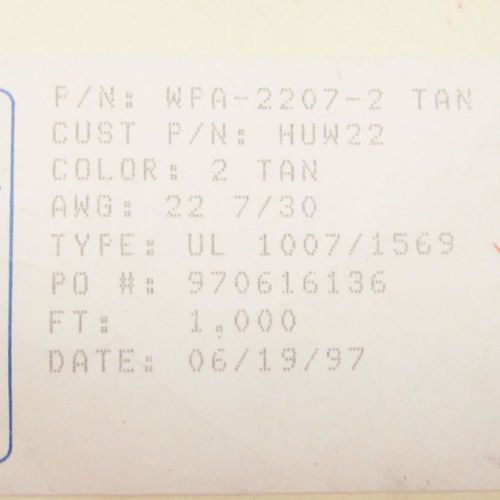 P/N: WPA-2207-2 TAN
CUST P/N: HUW22
COLOR: 2 TAN
AWG: 22 7/30
TYPE: UL 1007/1569
PO #: 970616136
FT: 1,000
DATE: 06/19/97